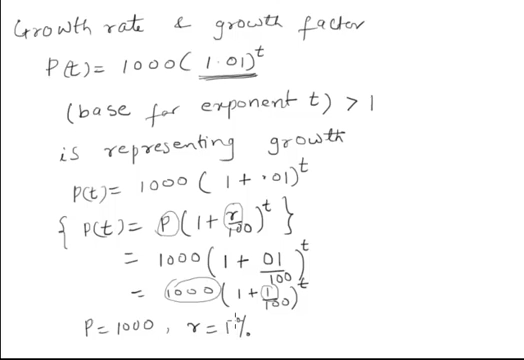 Growth rate & growth factor
P(t) = 1000 (1.01)^t
(base for exponent t) > 1
is representing growth
P(t) = 1000 (1 + .01)^t
{ P(t) = P(1 + r/100)^t }
= 1000 (1 + 01/100)^t
= 1000 (1 + 1/100)^t
P = 1000 , r = 1%